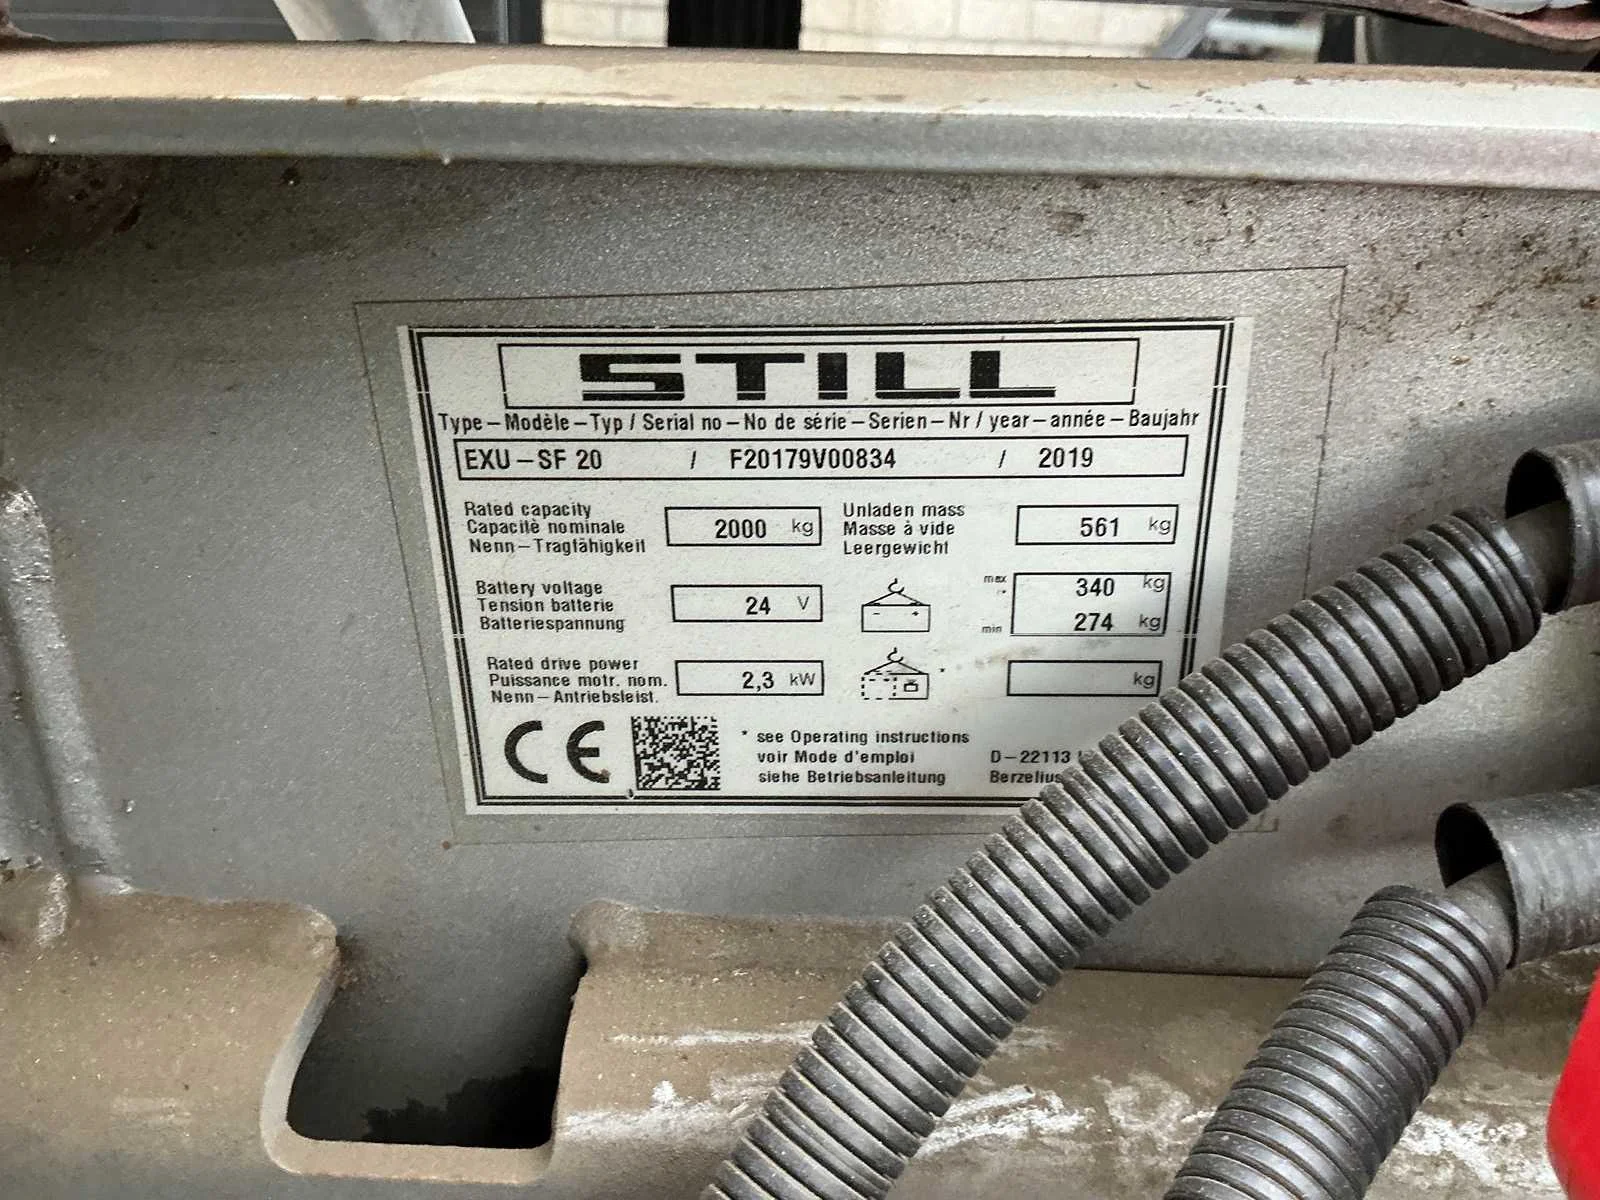 STILL
Type – Modèle – Typ / Serial no – No de série – Serien – Nr / year – année – Baujahr
EXU – SF 20 / F20179V00834 / 2019
Rated capacity
Capacitè nominale
Nenn – Tragfähigkeit
2000 kg
Unladen mass
Masse à vide
Leergewicht
561 kg
Battery voltage
Tension batterie
Batteriespannung
24 V
max
340 kg
min
274 kg
Rated drive power
Puissance motr. nom.
Nenn – Antriebsleist.
2,3 kW
*
kg
CE
* see Operating instructions
voir Mode d'emploi
siehe Betriebsanleitung
D – 22113
Berzelius